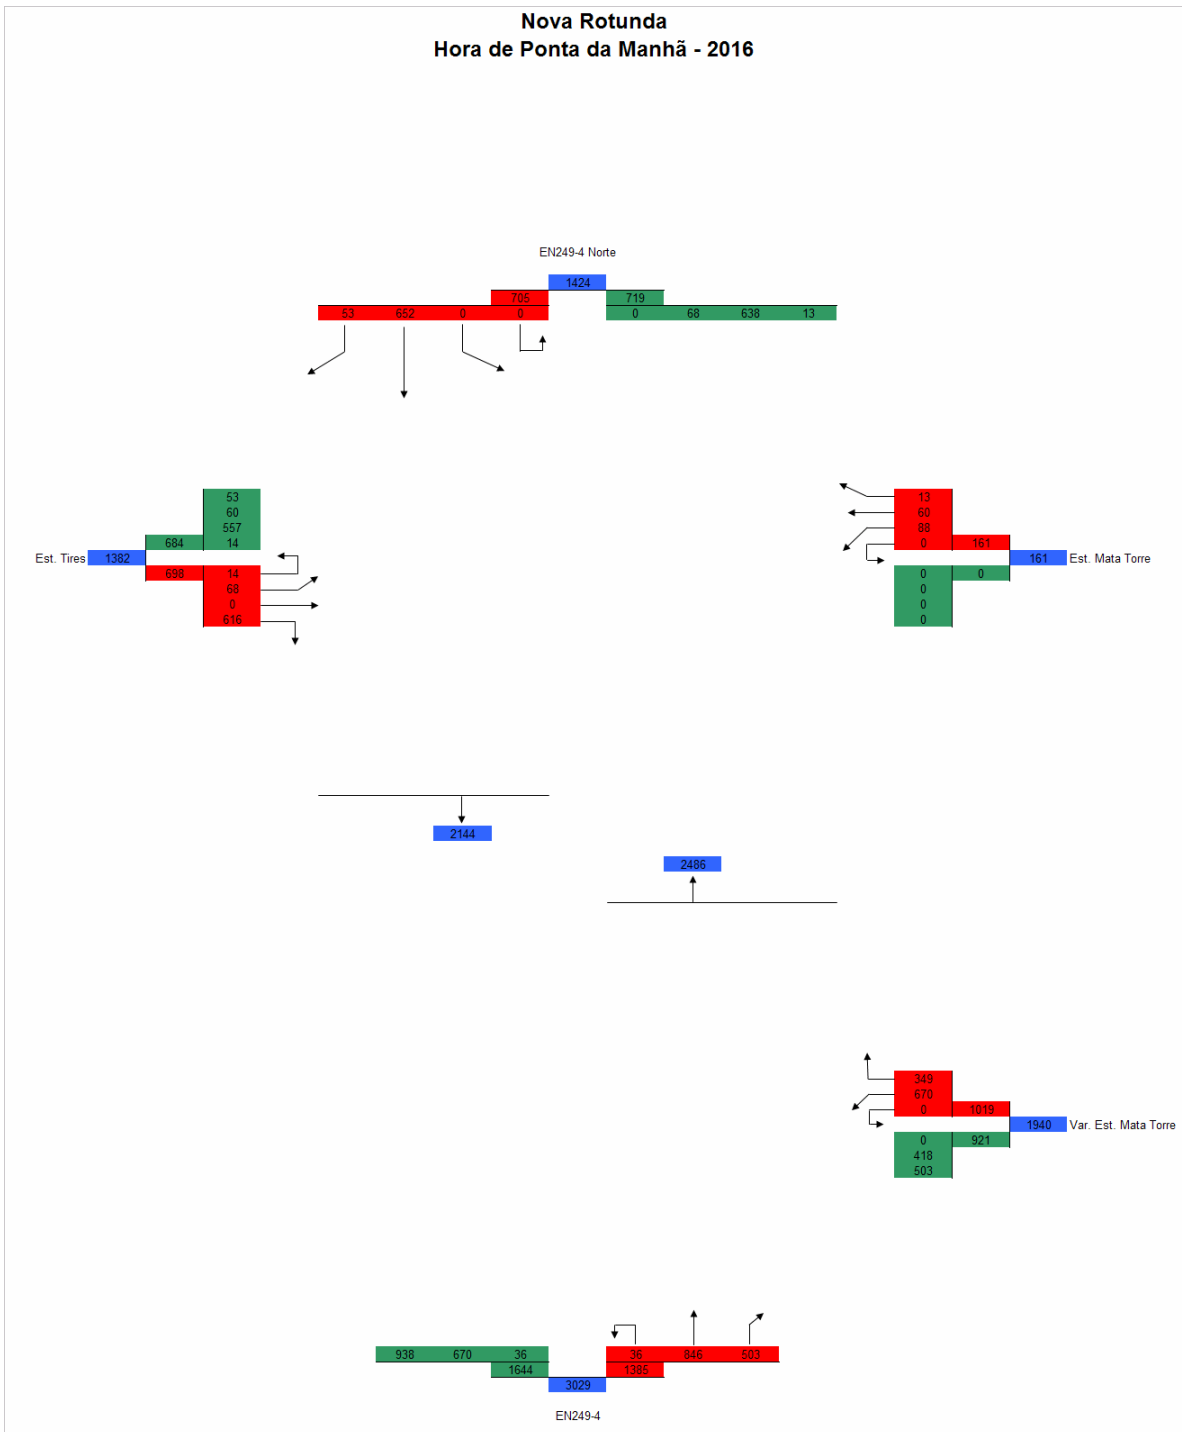 Nova Rotunda
Hora de Ponta da Manhã - 2016
EN249-4 Norte
1424
706 719
53 652 0 0 0 68 638 13
53 13
60 60
557 88
684 14 0 161
Est. Tires 1382 161 Est. Mata Torre
698 14 0 0
68 0
0 0
616 0
2144
2486
349
670
0 1019
1940 Var. Est. Mata Torre
0 921
418
503
938 670 36 36 846 503
1644 1385
3029
EN249-4